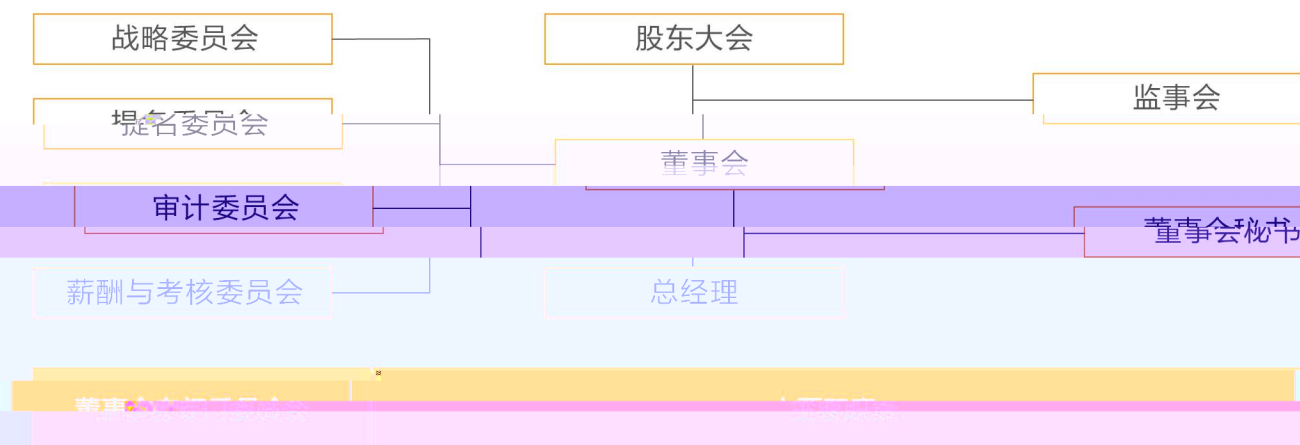 战略委员会
股东大会
监事会
提名委员会
董事会
审计委员会
董事会秘书
薪酬与考核委员会
总经理